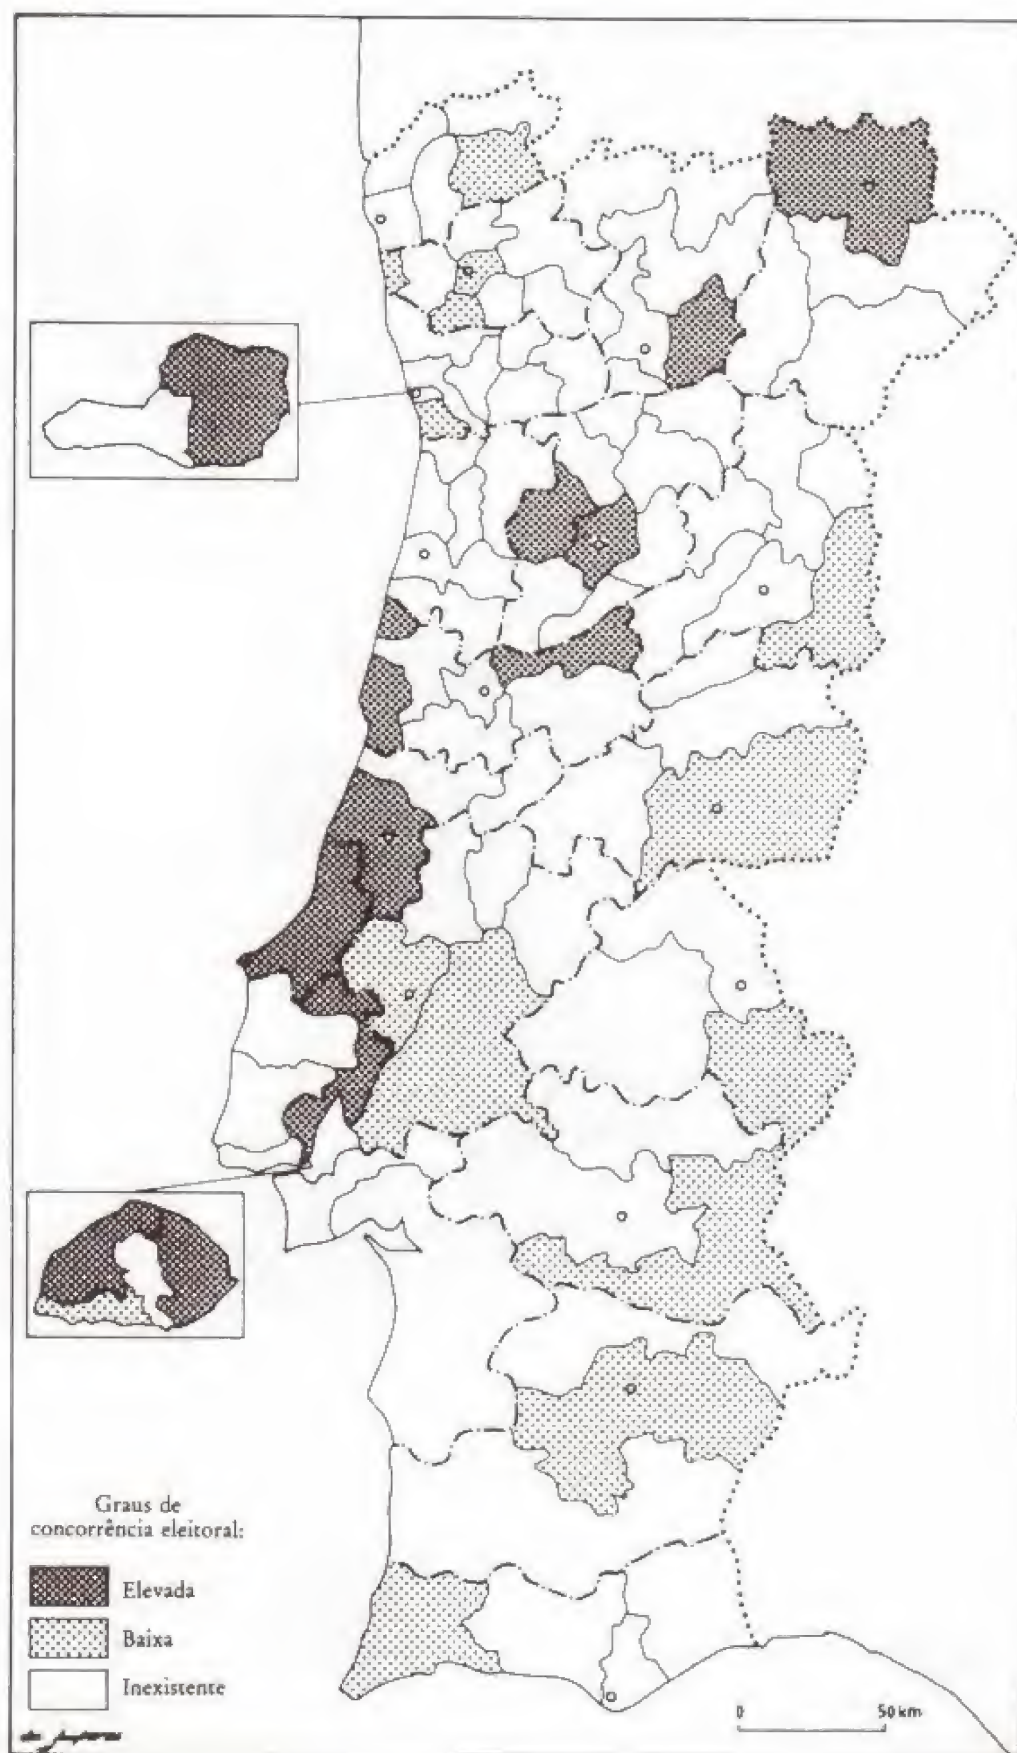 Graus de
concorrência eleitoral:
Elevada
Baixa
Inexistente
0 50 km